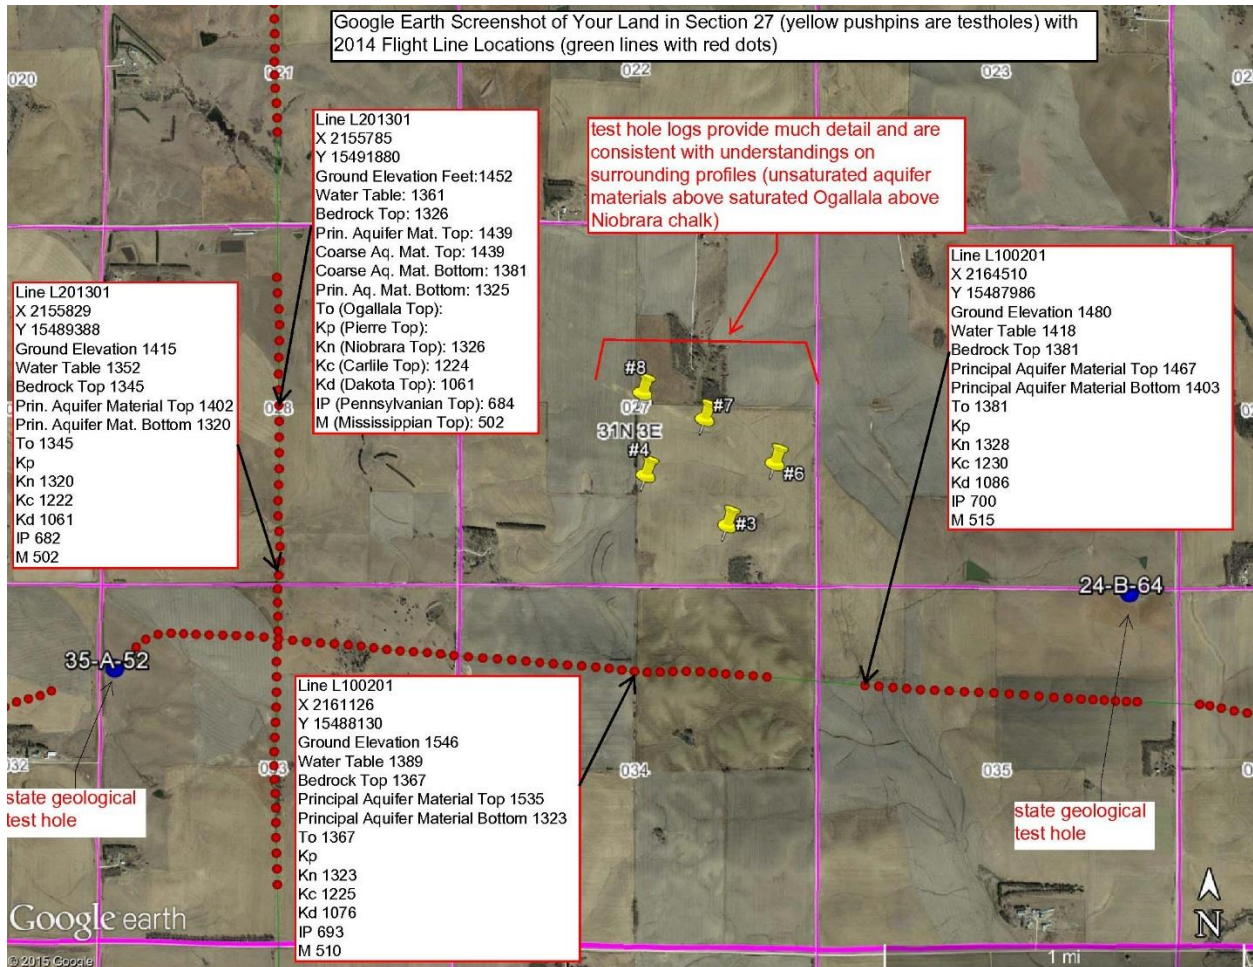 Google Earth Screenshot of Your Land in Section 27 (yellow pushpins are testholes) with
2014 Flight Line Locations (green lines with red dots)
020
021
022
023
Line L201301
X 2155785
Y 15491880
Ground Elevation Feet:1452
Water Table: 1361
Bedrock Top: 1326
Prin. Aquifer Mat. Top: 1439
Coarse Aq. Mat. Top: 1439
Coarse Aq. Mat. Bottom: 1381
Prin. Aq. Mat. Bottom: 1325
To (Ogallala Top):
Kp (Pierre Top):
Kn (Niobrara Top): 1326
Kc (Carlile Top): 1224
Kd (Dakota Top): 1061
IP (Pennsylvanian Top): 684
M (Mississippian Top): 502
test hole logs provide much detail and are
consistent with understandings on
surrounding profiles (unsaturated aquifer
materials above saturated Ogallala above
Niobrara chalk)
Line L201301
X 2155829
Y 15489388
Ground Elevation 1415
Water Table 1352
Bedrock Top 1345
Prin. Aquifer Material Top 1402
Prin. Aquifer Mat. Bottom 1320
To 1345
Kp
Kn 1320
Kc 1222
Kd 1061
IP 682
M 502
Line L100201
X 2164510
Y 15487986
Ground Elevation 1480
Water Table 1418
Bedrock Top 1381
Principal Aquifer Material Top 1467
Principal Aquifer Material Bottom 1403
To 1381
Kp
Kn 1328
Kc 1230
Kd 1086
IP 700
M 515
#8
027
#7
31N 3E
#4
#6
#3
24-B-64
35-A-52
Line L100201
X 2161126
Y 15488130
Ground Elevation 1546
Water Table 1389
Bedrock Top 1367
Principal Aquifer Material Top 1535
Principal Aquifer Material Bottom 1323
To 1367
Kp
Kn 1323
Kc 1225
Kd 1076
IP 693
M 510
034
035
state geological
test hole
state geological
test hole
Google earth
© 2015 Google
N
1 mi